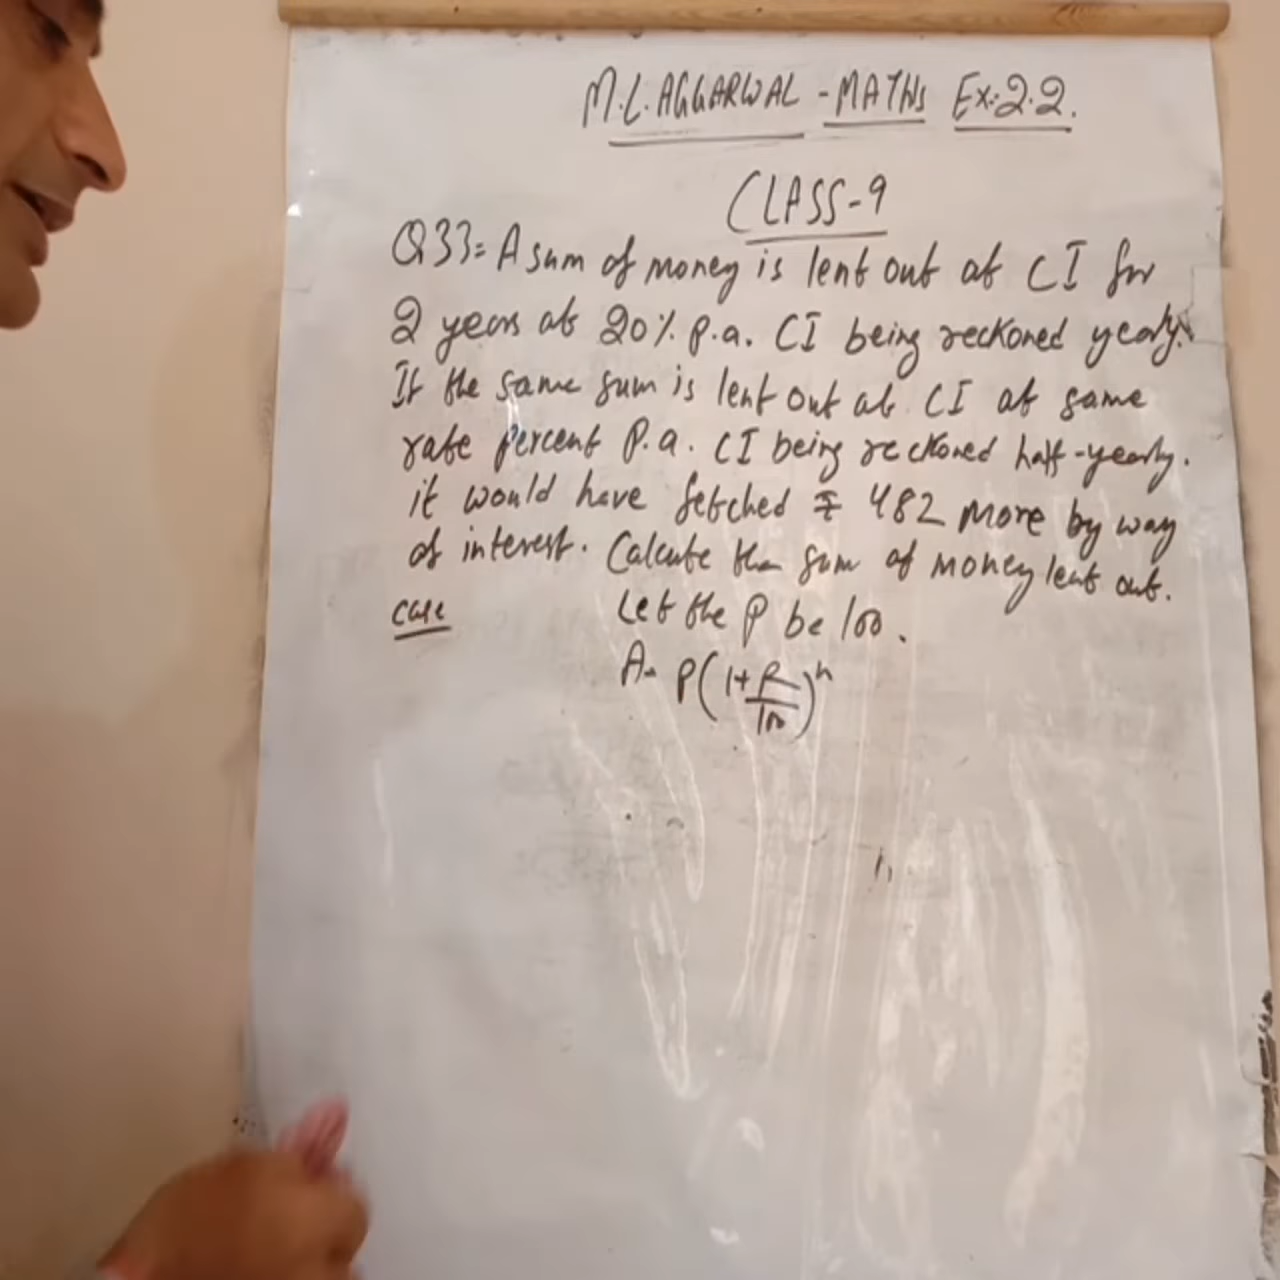 M.L. AGGARWAL - MATHS Ex:2.2.
CLASS-9
Q33= A sum of money is lent out at CI for
2 years at 20% p.a. CI being reckoned yearly.
If the same sum is lent out at CI at same
rate percent P.a. CI being reckoned half-yearly.
it would have fetched ₹ 482 more by way
of interest. Calcute the sum of money lent out.
Case Let the P be 100.
A= P(1+R/100)^n